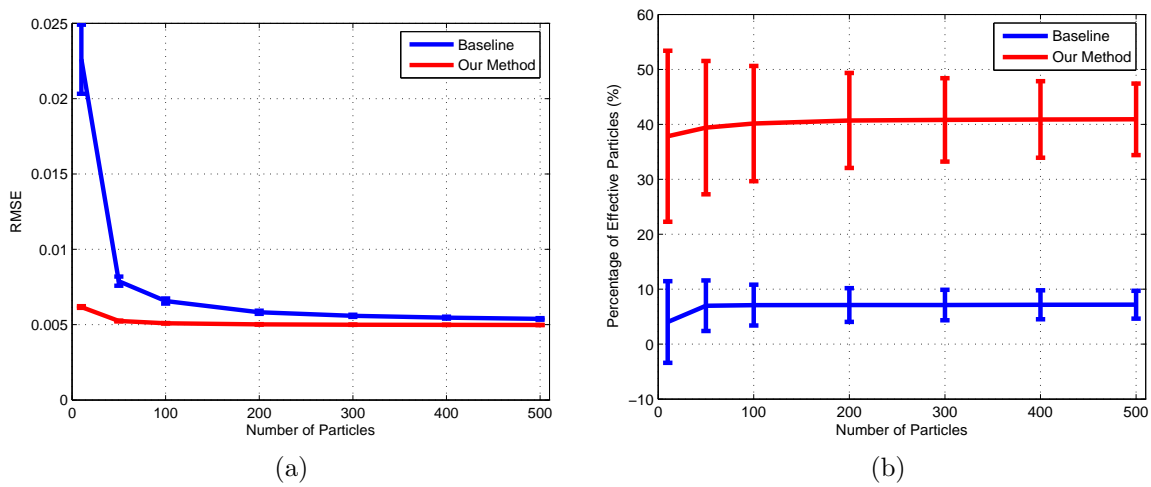 0.025
0.02
0.015
0.01
0.005
0
RMSE
Baseline
Our Method
0 100 200 300 400 500
Number of Particles
(a)
60
50
40
30
20
10
0
−10
Percentage of Effective Particles (%)
Baseline
Our Method
0 100 200 300 400 500
Number of Particles
(b)